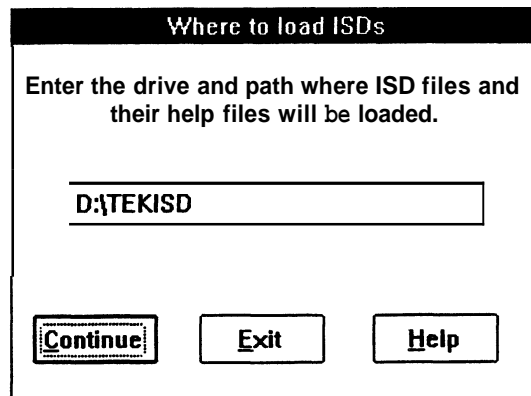 Where to load ISDs
Enter the drive and path where ISD files and
their help files will be loaded.
D:\TEKISD
Continue
Exit
Help